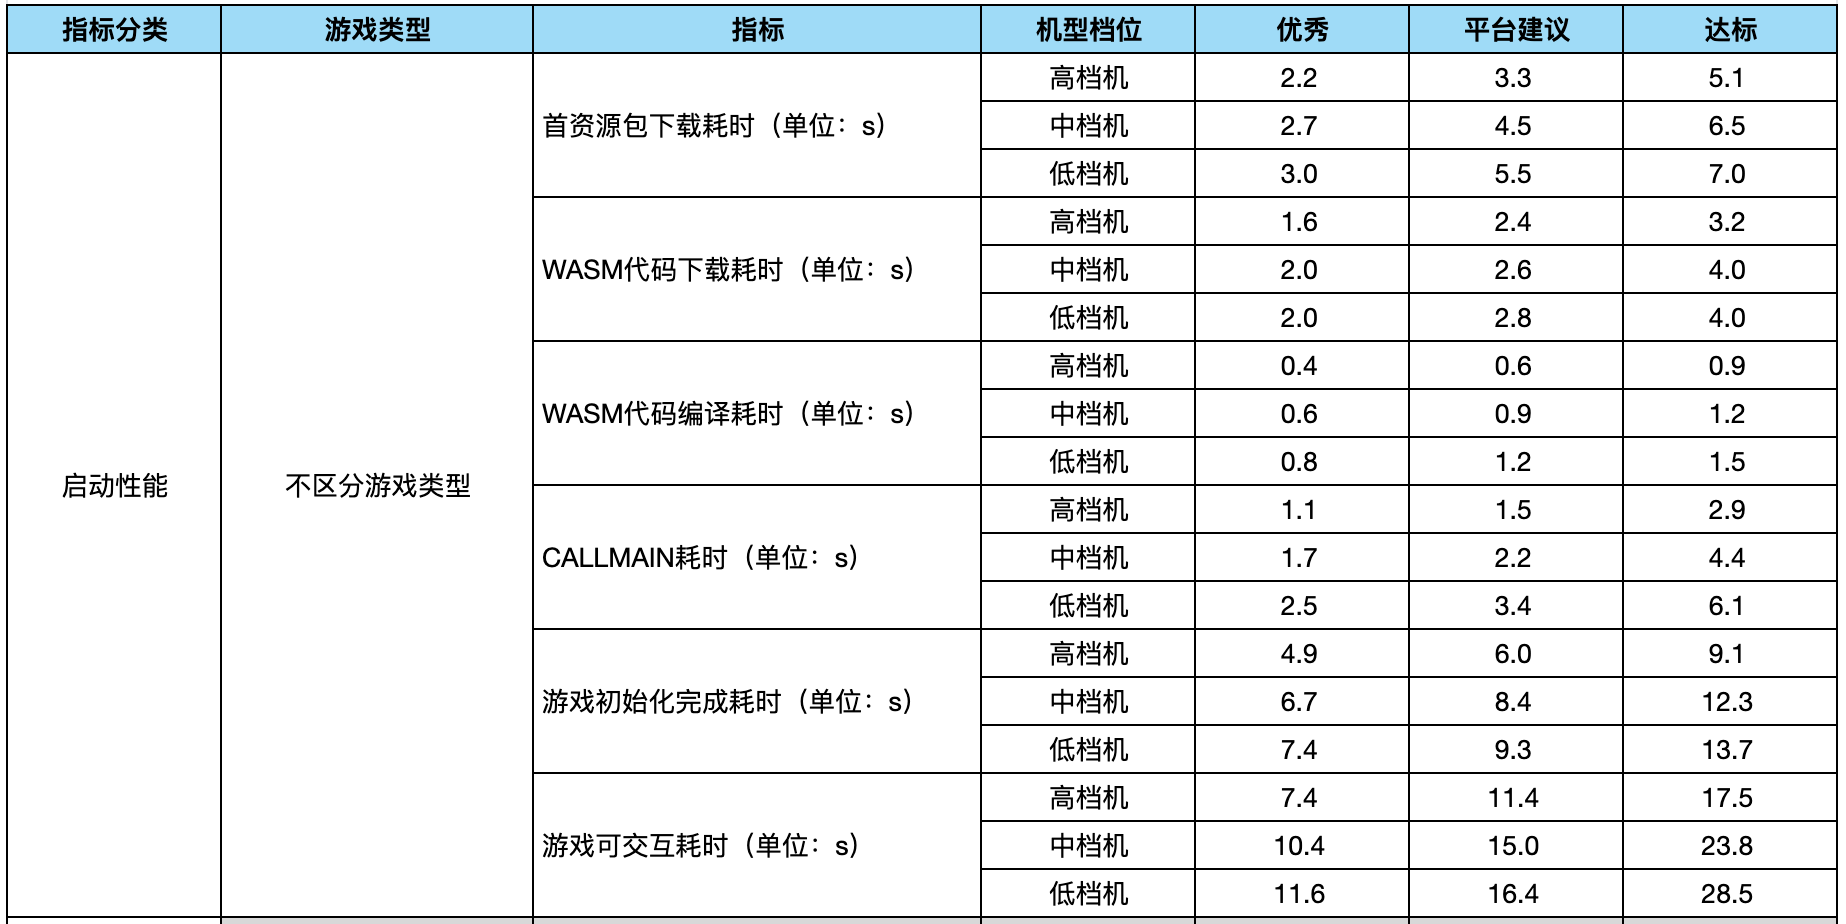 指标分类 游戏类型 指标 机型档位 优秀 平台建议 达标
启动性能 不区分游戏类型 首资源包下载耗时（单位：s） 高档机 2.2 3.3 5.1
中档机 2.7 4.5 6.5
低档机 3.0 5.5 7.0
WASM代码下载耗时（单位：s） 高档机 1.6 2.4 3.2
中档机 2.0 2.6 4.0
低档机 2.0 2.8 4.0
WASM代码编译耗时（单位：s） 高档机 0.4 0.6 0.9
中档机 0.6 0.9 1.2
低档机 0.8 1.2 1.5
CALLMAIN耗时（单位：s） 高档机 1.1 1.5 2.9
中档机 1.7 2.2 4.4
低档机 2.5 3.4 6.1
游戏初始化完成耗时（单位：s） 高档机 4.9 6.0 9.1
中档机 6.7 8.4 12.3
低档机 7.4 9.3 13.7
游戏可交互耗时（单位：s） 高档机 7.4 11.4 17.5
中档机 10.4 15.0 23.8
低档机 11.6 16.4 28.5